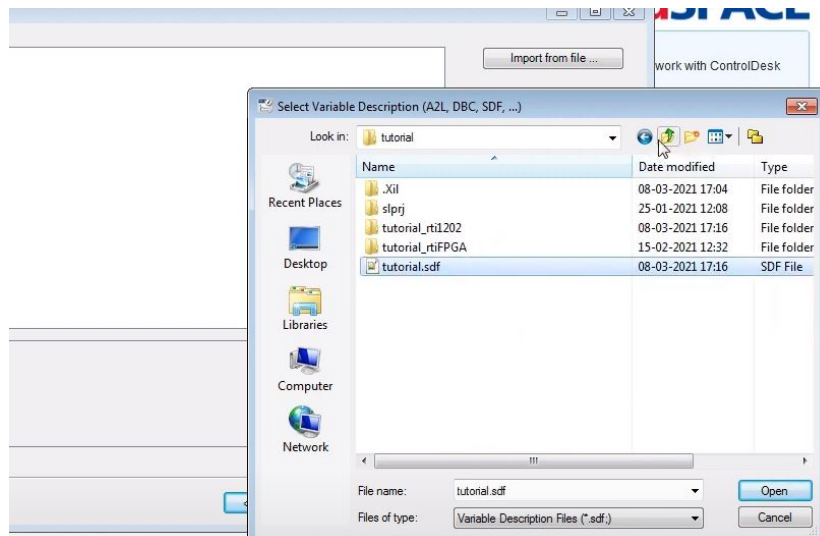 Import from file ...
work with ControlDesk
Select Variable Description (A2L, DBC, SDF, ...)
Look in: tutorial
Name Date modified Type
.Xil 08-03-2021 17:04 File folder
slprj 25-01-2021 12:08 File folder
tutorial_rti1202 08-03-2021 17:16 File folder
tutorial_rtiFPGA 15-02-2021 12:32 File folder
tutorial.sdf 08-03-2021 17:16 SDF File
Recent Places
Desktop
Libraries
Computer
Network
File name: tutorial.sdf Open
Files of type: Variable Description Files (*.sdf;) Cancel